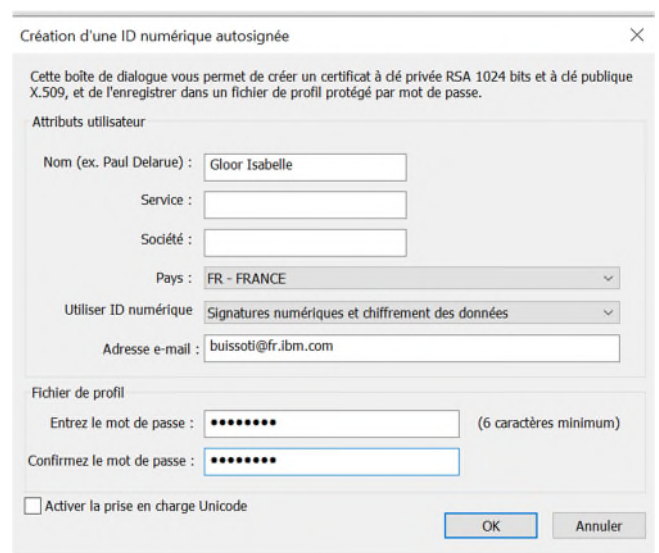 Création d'une ID numérique autosignée
Cette boîte de dialogue vous permet de créer un certificat à clé privée RSA 1024 bits et à clé publique
X.509, et de l'enregistrer dans un fichier de profil protégé par mot de passe.
Attributs utilisateur
Nom (ex. Paul Delarue) : Gloor Isabelle
Service :
Société :
Pays : FR - FRANCE
Utiliser ID numérique Signatures numériques et chiffrement des données
Adresse e-mail : buissoti@fr.ibm.com
Fichier de profil
Entrez le mot de passe : •••••••• (6 caractères minimum)
Confirmez le mot de passe : ••••••••
Activer la prise en charge Unicode
OK Annuler